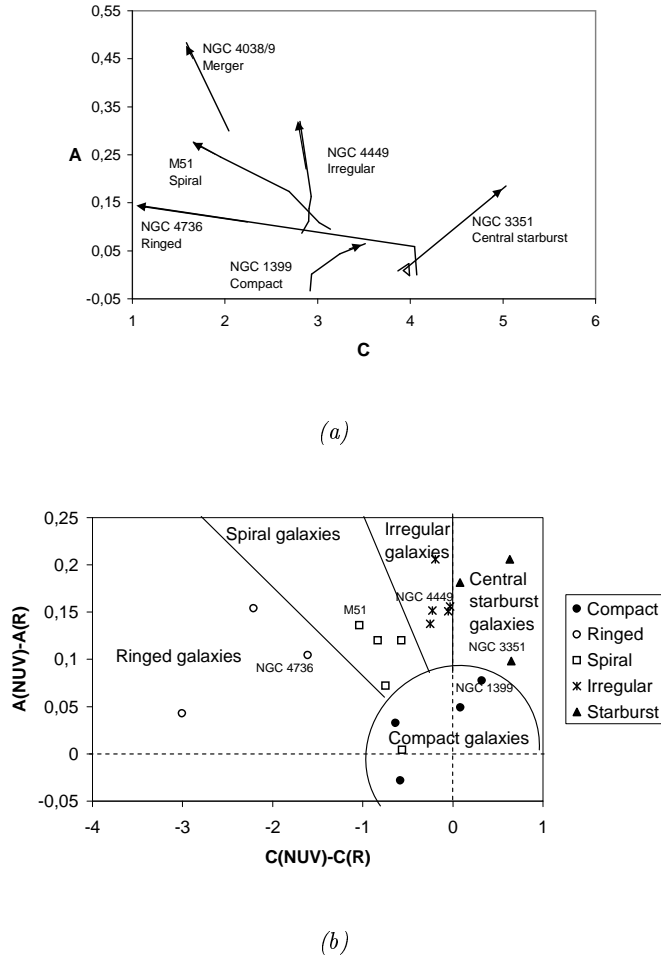 0,55
0,45
0,35
0,25
0,15
0,05
-0,05
A
NGC 4038/9
Merger
M51
Spiral
NGC 4449
Irregular
NGC 4736
Ringed
NGC 3351
Central starburst
NGC 1399
Compact
1 2 3 4 5 6
C
(a)
0,25
0,2
0,15
0,1
0,05
0
-0,05
A(NUV)-A(R)
Spiral galaxies
Irregular
galaxies
Central
starburst
galaxies
NGC 4449
M51
Ringed galaxies
NGC 4736
NGC 3351
NGC 1399
Compact galaxies
-4 -3 -2 -1 0 1
C(NUV)-C(R)
Compact
Ringed
Spiral
Irregular
Starburst
(b)